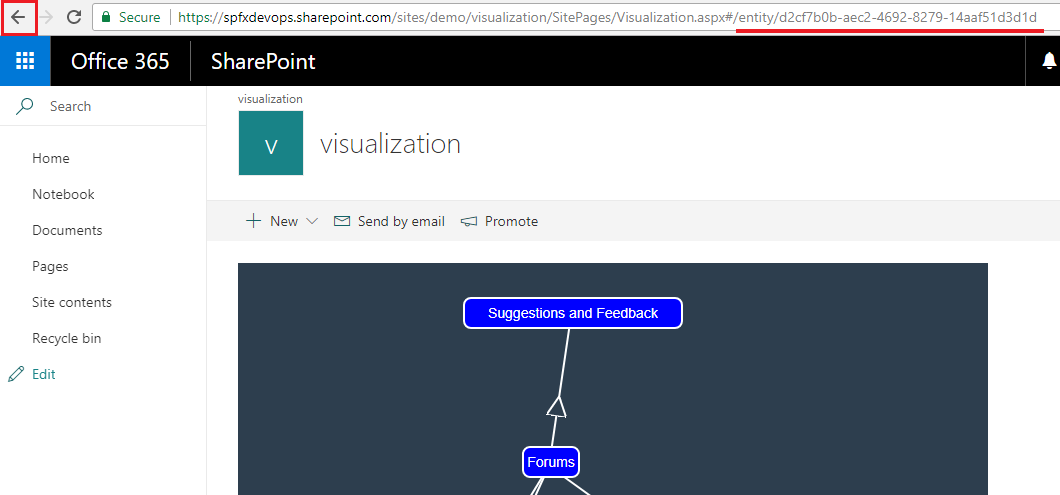 Secure https://spfxdevops.sharepoint.com/sites/demo/visualization/SitePages/Visualization.aspx#/entity/d2cf7b0b-aec2-4692-8279-14aaf51d3d1d
Office 365 SharePoint
Search
Home
Notebook
Documents
Pages
Site contents
Recycle bin
Edit
visualization
V
visualization
New Send by email Promote
Suggestions and Feedback
Forums